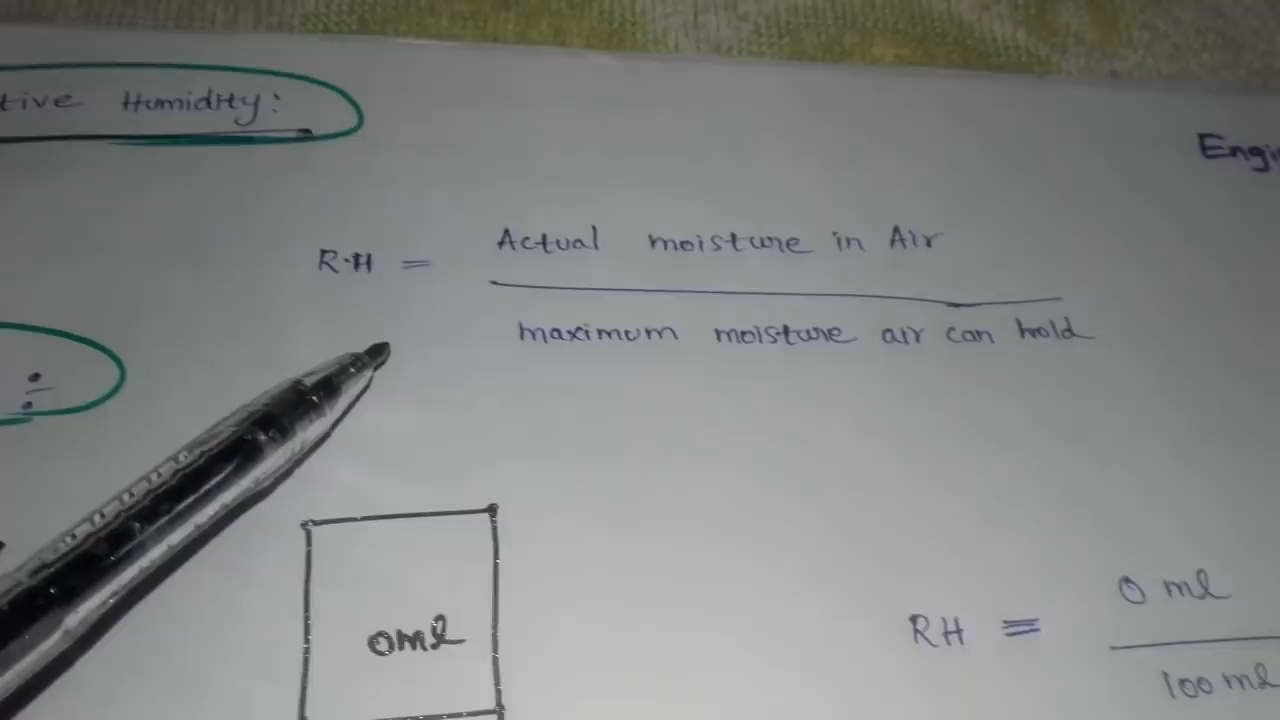 tive Humidity:
Engi
R.H = Actual moisture in Air
maximum moisture air can hold
0ml
RH = 0 ml
100 ml